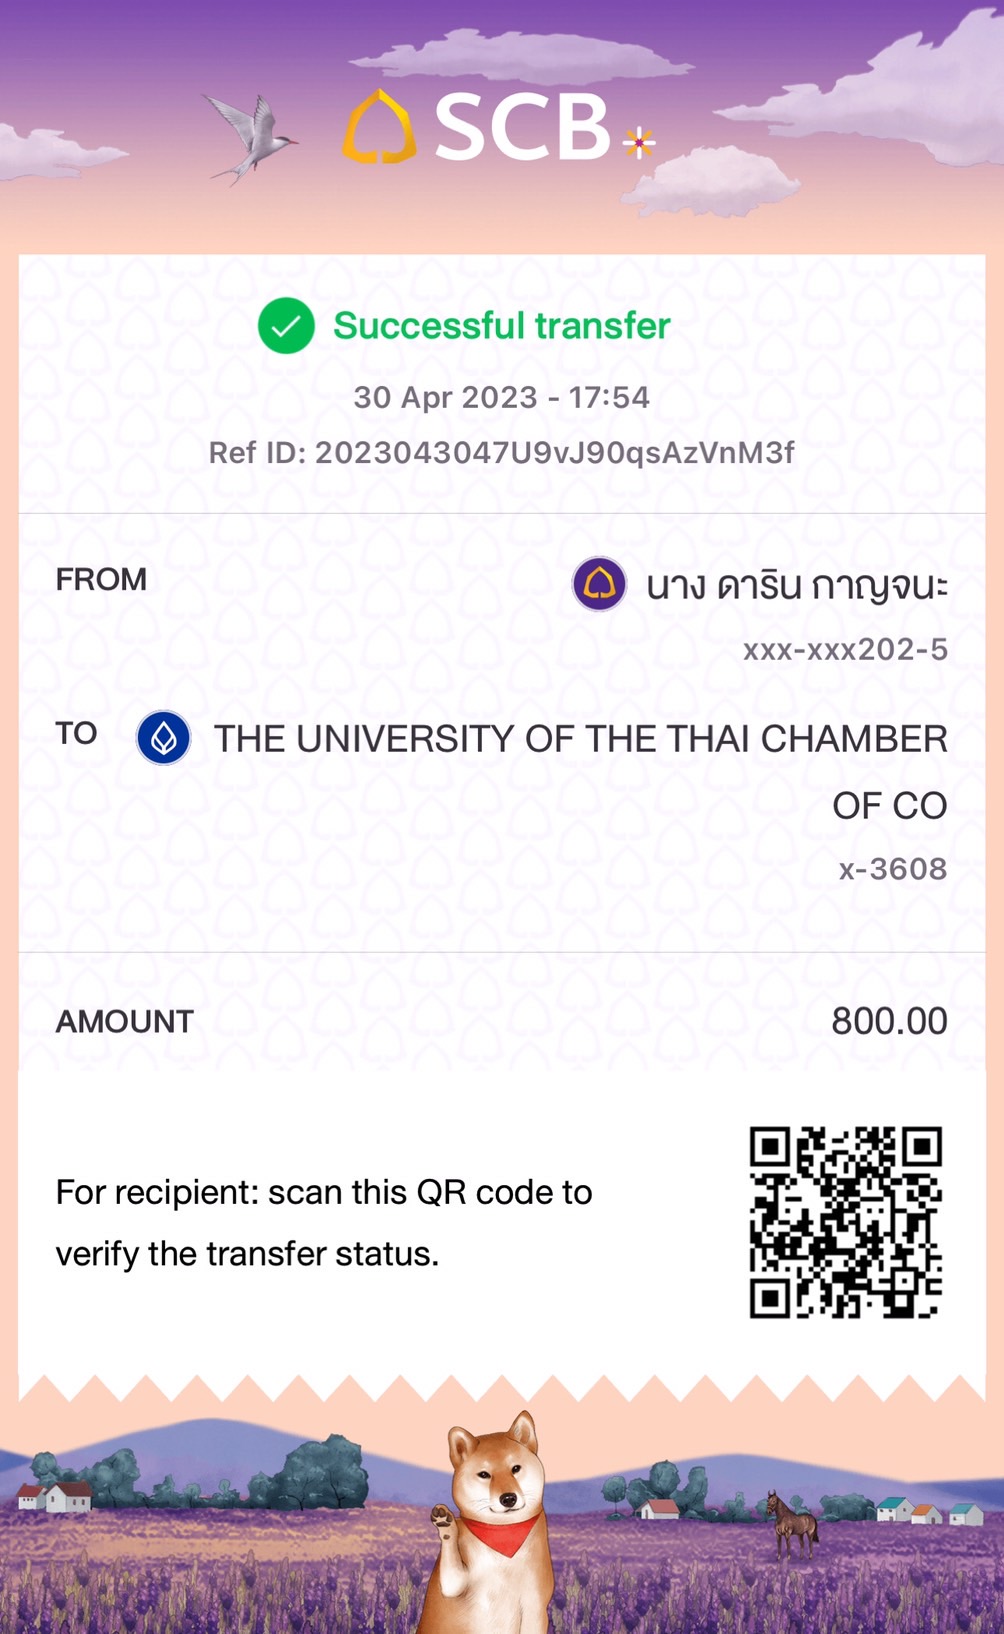 SCB
Successful transfer
30 Apr 2023 - 17:54
Ref ID: 2023043047U9vJ90qsAzVnM3f
FROM
นาง ดาริน กาญจนะ
xxx-xxx202-5
TO
THE UNIVERSITY OF THE THAI CHAMBER
OF CO
x-3608
AMOUNT
800.00
For recipient: scan this QR code to
verify the transfer status.